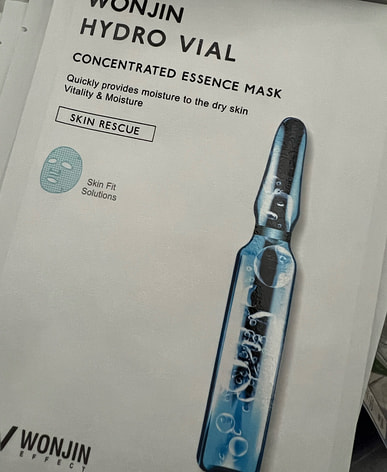 WONJIN
HYDRO VIAL
CONCENTRATED ESSENCE MASK
Quickly provides moisture to the dry skin
Vitality & Moisture
SKIN RESCUE
Skin Fit
Solutions
WONJIN
EFFECT